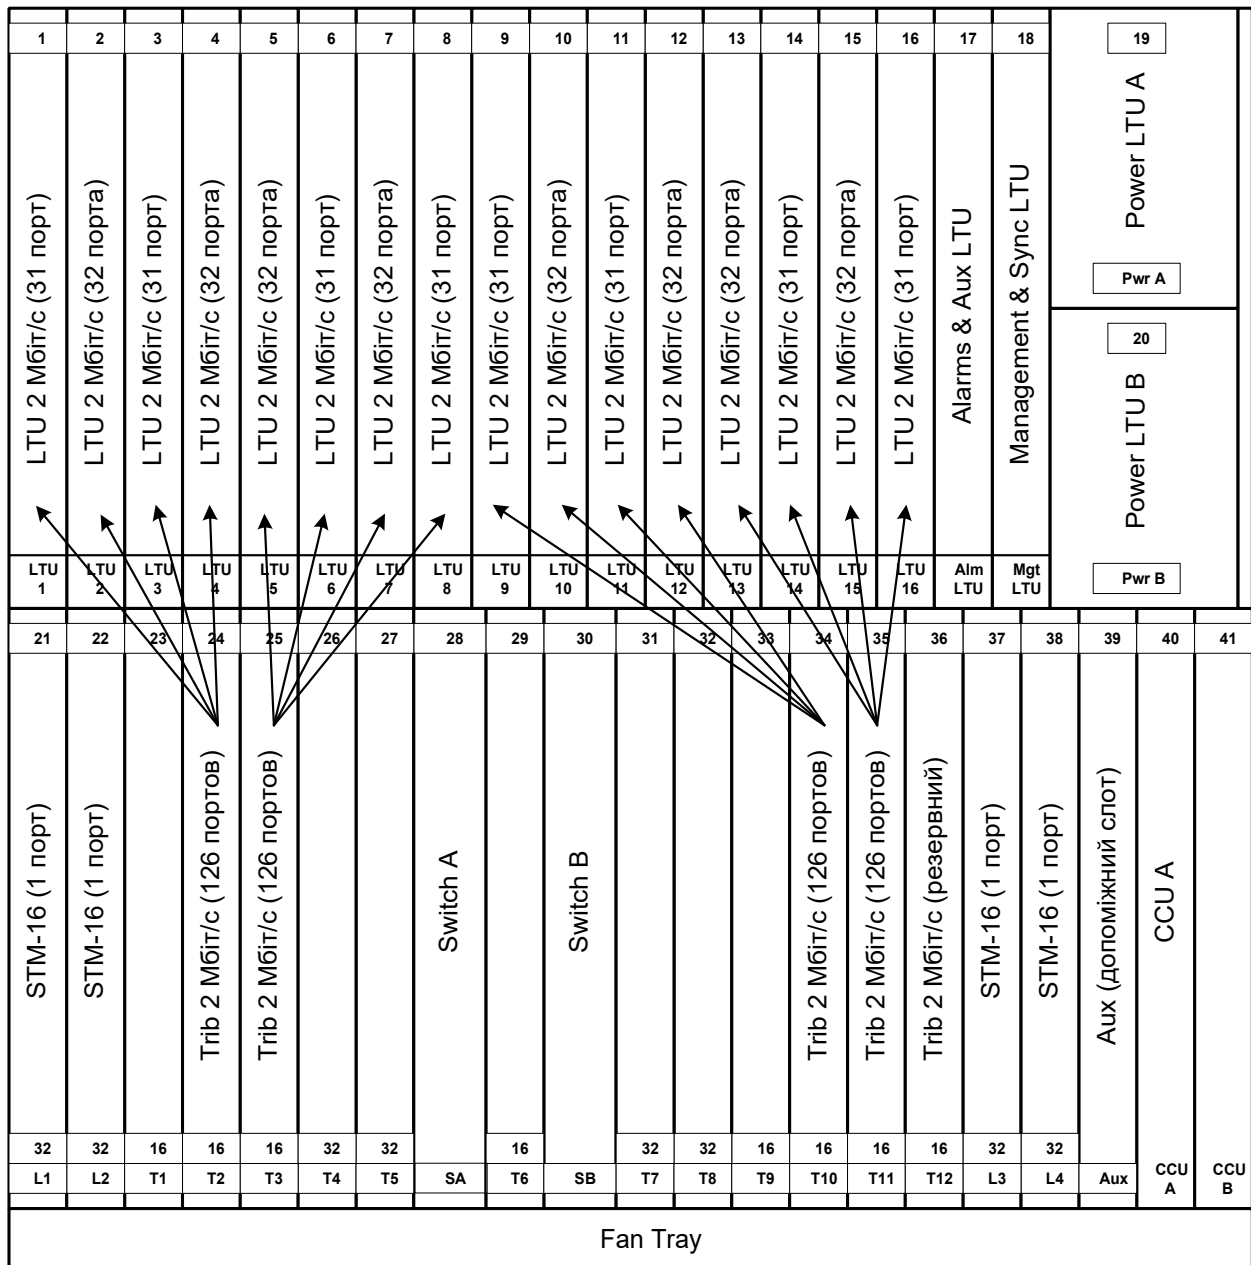 1 2 3 4 5 6 7 8 9 10 11 12 13 14 15 16 17 18 19
LTU 2 Мбіт/с (31 порт)
LTU 2 Мбіт/с (32 порта)
LTU 2 Мбіт/с (31 порт)
LTU 2 Мбіт/с (32 порта)
LTU 2 Мбіт/с (32 порта)
LTU 2 Мбіт/с (31 порт)
LTU 2 Мбіт/с (32 порта)
LTU 2 Мбіт/с (31 порт)
LTU 2 Мбіт/с (31 порт)
LTU 2 Мбіт/с (32 порта)
LTU 2 Мбіт/с (31 порт)
LTU 2 Мбіт/с (32 порта)
LTU 2 Мбіт/с (32 порта)
LTU 2 Мбіт/с (31 порт)
LTU 2 Мбіт/с (32 порта)
LTU 2 Мбіт/с (31 порт)
Alarms & Aux LTU
Management & Sync LTU
Power LTU A
Pwr A
20
Power LTU B
Pwr B
LTU LTU LTU LTU LTU LTU LTU LTU LTU LTU LTU LTU LTU LTU LTU LTU Alm Mgt
1 2 3 4 5 6 7 8 9 10 11 12 13 14 15 16 LTU LTU
21 22 23 24 25 26 27 28 29 30 31 32 33 34 35 36 37 38 39 40 41
STM-16 (1 порт)
STM-16 (1 порт)
Trib 2 Мбіт/с (126 портов)
Trib 2 Мбіт/с (126 портов)
Switch A
Switch B
Trib 2 Мбіт/с (126 портов)
Trib 2 Мбіт/с (126 портов)
Trib 2 Мбіт/с (резервний)
STM-16 (1 порт)
STM-16 (1 порт)
Aux (допоміжний слот)
CCU A
32 32 16 16 16 32 32 16 32 32 16 16 16 16 32 32
L1 L2 T1 T2 T3 T4 T5 SA T6 SB T7 T8 T9 T10 T11 T12 L3 L4 Aux CCU CCU
A B
Fan Tray